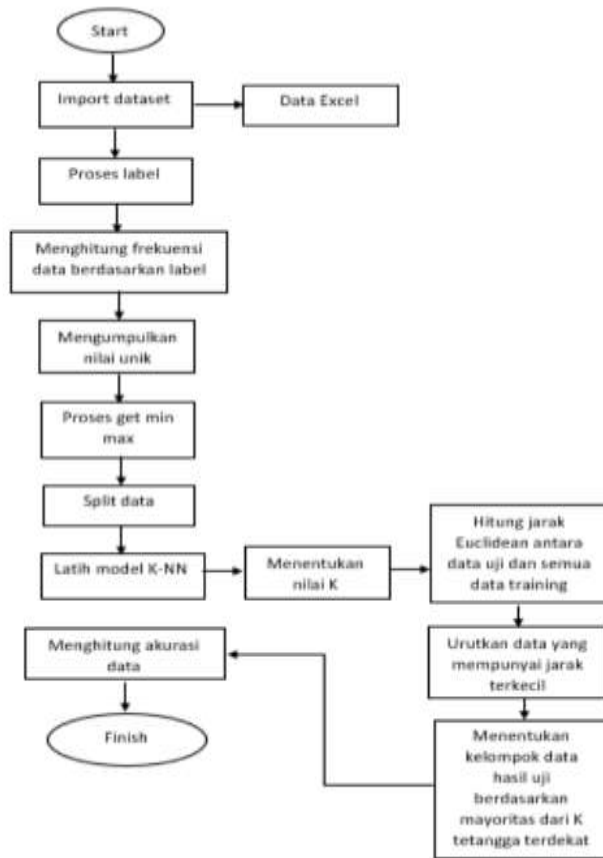 Start
Import dataset
Data Excel
Proses label
Menghitung frekuensi
data berdasarkan label
Mengumpulkan
nilai unik
Proses get min
max
Split data
Latih model K-NN
Menentukan
nilai K
Hitung jarak
Euclidean antara
data uji dan semua
data training
Urutkan data yang
mempunyai jarak
terkecil
Menentukan
kelompok data
hasil uji
berdasarkan
mayoritas dari K
tetangga terdekat
Menghitung akurasi
data
Finish